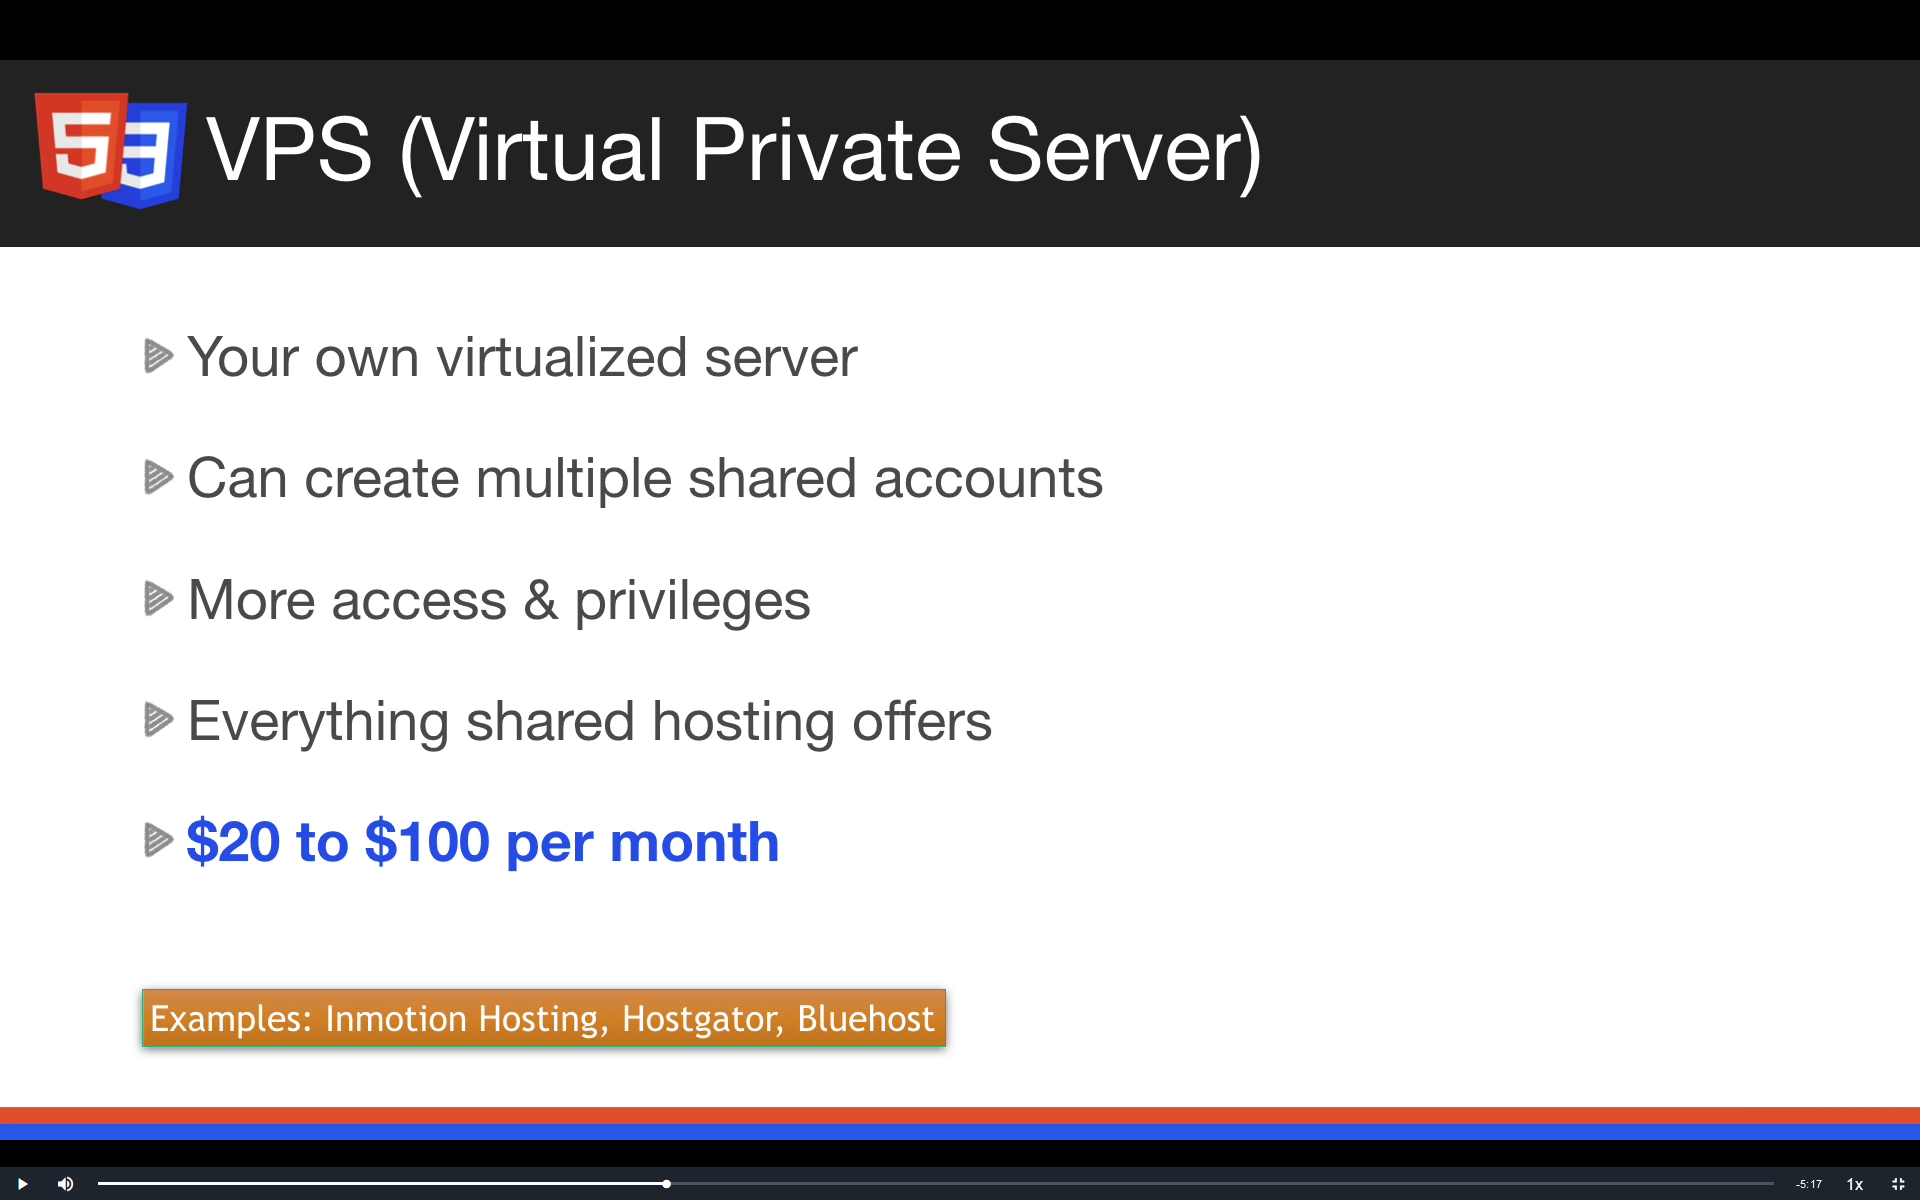 VPS (Virtual Private Server)
Your own virtualized server
Can create multiple shared accounts
More access & privileges
Everything shared hosting offers
$20 to $100 per month
Examples: Inmotion Hosting, Hostgator, Bluehost
-5:17 1x